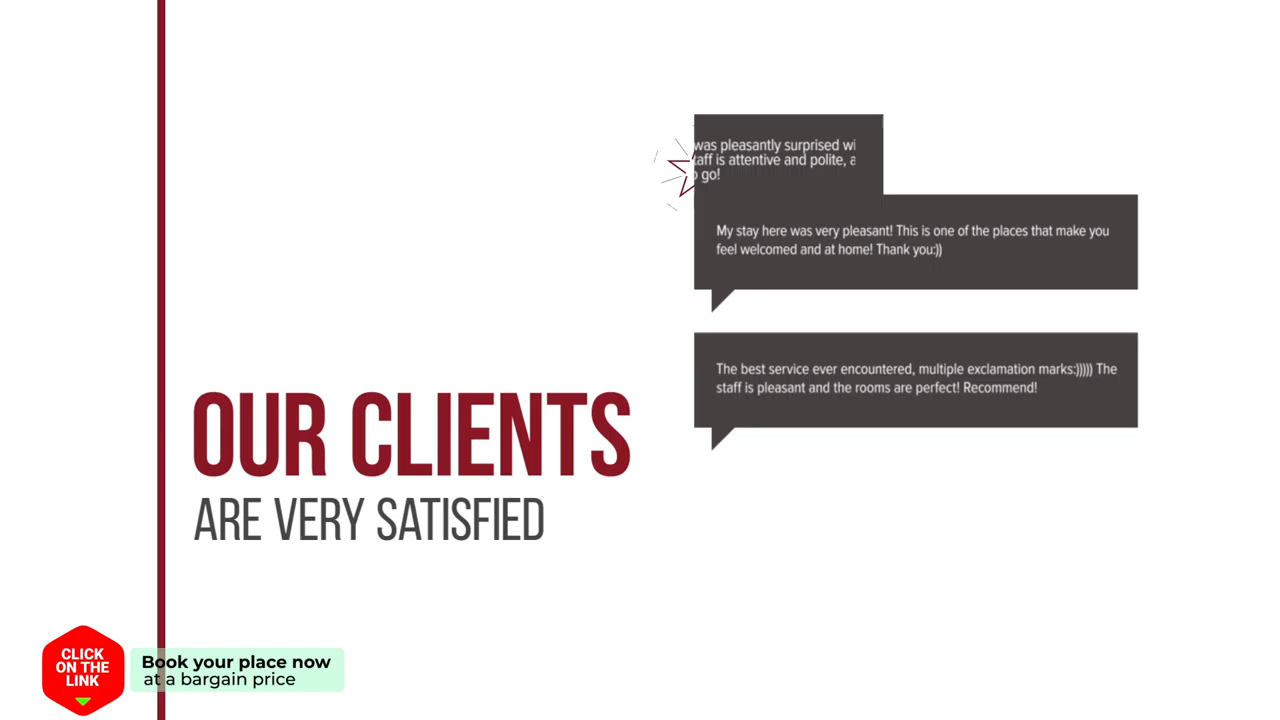 was pleasantly surprised
taff is attentive and polite,
go!
My stay here was very pleasant! This is one of the places that make you
feel welcomed and at home! Thank you:))
The best service ever encountered, multiple exclamation marks:))))) The
staff is pleasant and the rooms are perfect! Recommend!
OUR CLIENTS
ARE VERY SATISFIED
CLICK
ON THE
LINK
Book your place now
at a bargain price